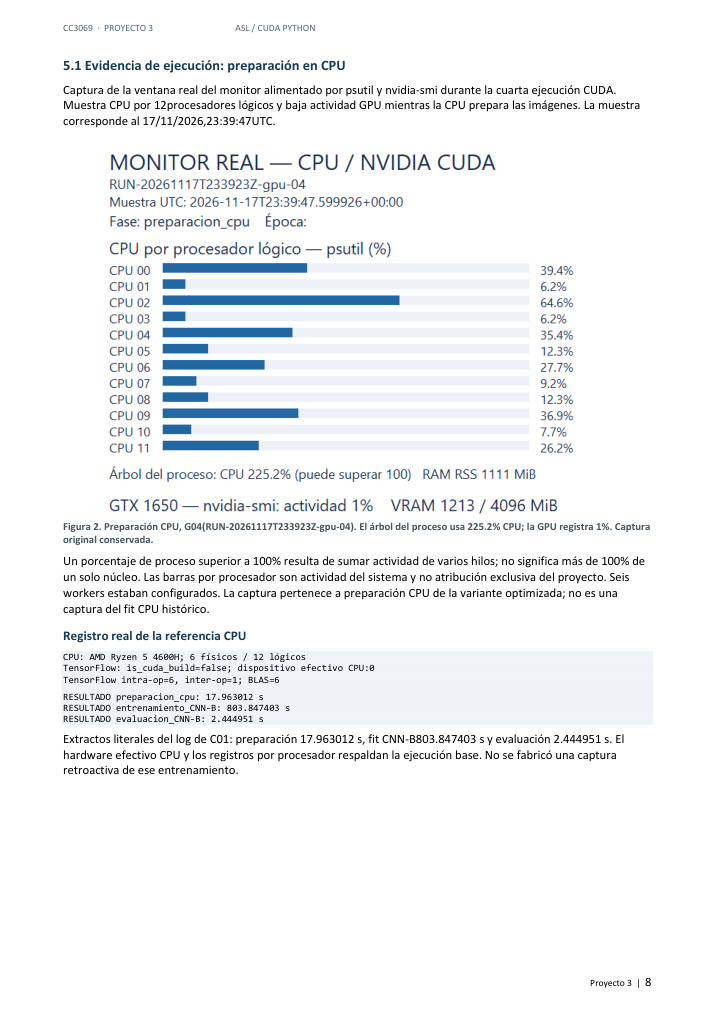 CC3069 · PROYECTO 3 ASL / CUDA PYTHON
5.1 Evidencia de ejecución: preparación en CPU
Captura de la ventana real del monitor alimentado por psutil y nvidia-smi durante la cuarta ejecución CUDA.
Muestra CPU por 12procesadores lógicos y baja actividad GPU mientras la CPU prepara las imágenes. La muestra
corresponde al 17/11/2026,23:39:47UTC.
MONITOR REAL — CPU / NVIDIA CUDA
RUN-20261117T233923Z-gpu-04
Muestra UTC: 2026-11-17T23:39:47.599926+00:00
Fase: preparacion_cpu Época:
CPU por procesador lógico — psutil (%)
CPU 00 39.4%
CPU 01 6.2%
CPU 02 64.6%
CPU 03 6.2%
CPU 04 35.4%
CPU 05 12.3%
CPU 06 27.7%
CPU 07 9.2%
CPU 08 12.3%
CPU 09 36.9%
CPU 10 7.7%
CPU 11 26.2%
Árbol del proceso: CPU 225.2% (puede superar 100) RAM RSS 1111 MiB
GTX 1650 — nvidia-smi: actividad 1% VRAM 1213 / 4096 MiB
Figura 2. Preparación CPU, G04(RUN-20261117T233923Z-gpu-04). El árbol del proceso usa 225.2% CPU; la GPU registra 1%. Captura
original conservada.
Un porcentaje de proceso superior a 100% resulta de sumar actividad de varios hilos; no significa más de 100% de
un solo núcleo. Las barras por procesador son actividad del sistema y no atribución exclusiva del proyecto. Seis
workers estaban configurados. La captura pertenece a preparación CPU de la variante optimizada; no es una
captura del fit CPU histórico.
Registro real de la referencia CPU
CPU: AMD Ryzen 5 4600H; 6 físicos / 12 lógicos
TensorFlow: is_cuda_build=false; dispositivo efectivo CPU:0
TensorFlow intra-op=6, inter-op=1; BLAS=6
RESULTADO preparacion_cpu: 17.963012 s
RESULTADO entrenamiento_CNN-B: 803.847403 s
RESULTADO evaluacion_CNN-B: 2.444951 s
Extractos literales del log de C01: preparación 17.963012 s, fit CNN-B803.847403 s y evaluación 2.444951 s. El
hardware efectivo CPU y los registros por procesador respaldan la ejecución base. No se fabricó una captura
retroactiva de ese entrenamiento.
Proyecto 3 | 8